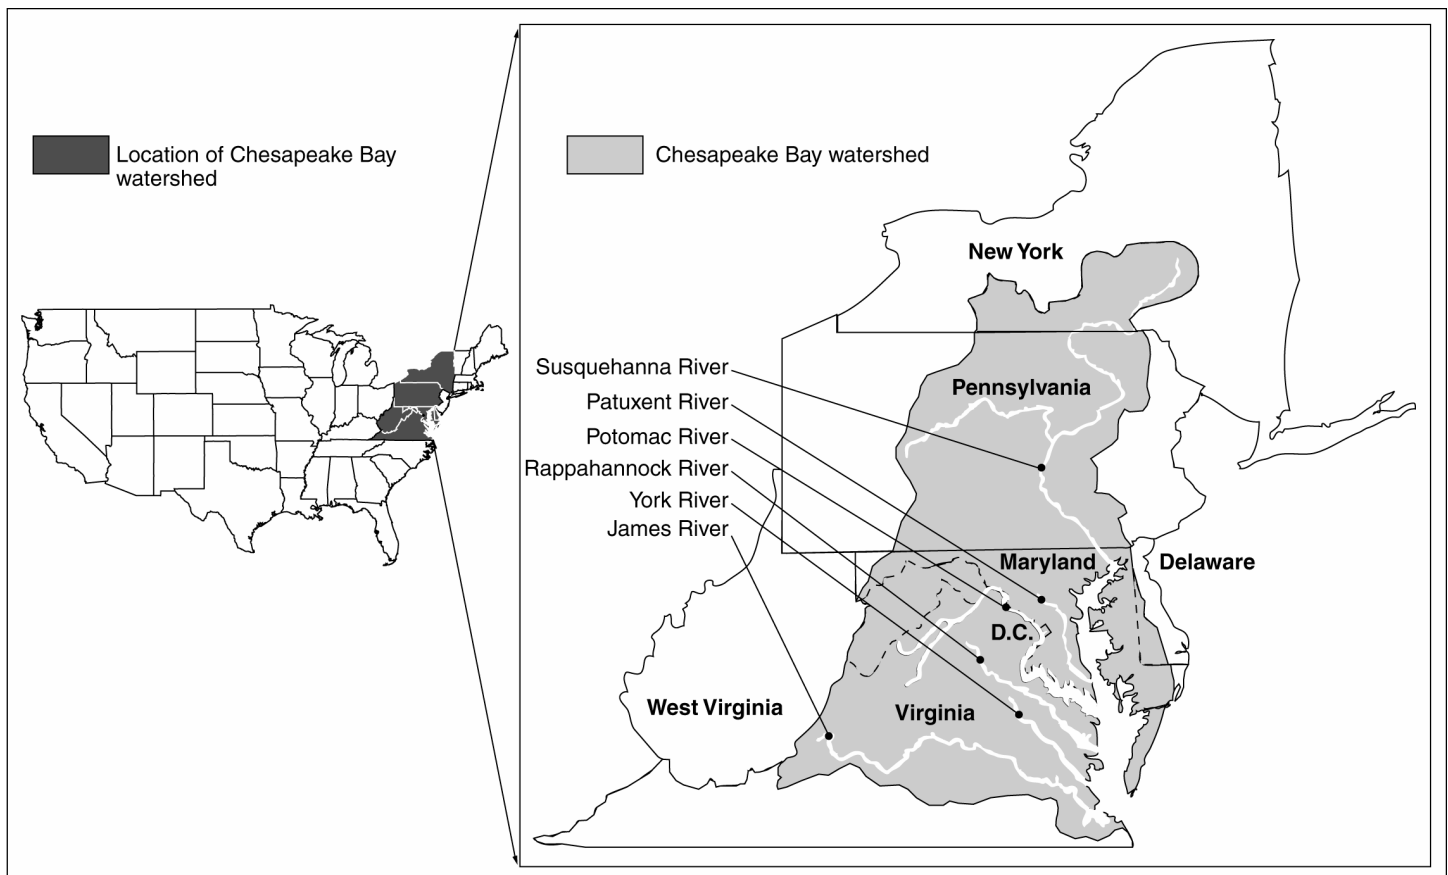 Location of Chesapeake Bay
watershed
Chesapeake Bay watershed
New York
Susquehanna River
Pennsylvania
Patuxent River
Potomac River
Rappahannock River
York River
James River
Maryland
Delaware
D.C.
West Virginia
Virginia